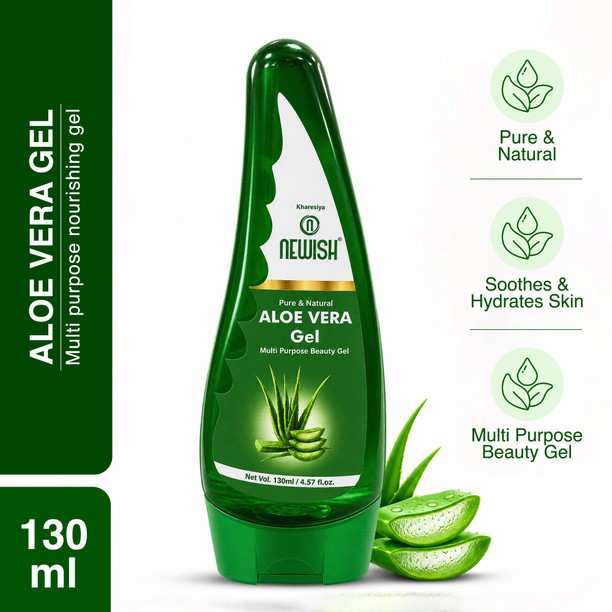 ALOE VERA GEL
Multi purpose nourishing gel
130
ml
Kharesiya
n
NEWISH®
Pure & Natural
ALOE VERA
Gel
Multi Purpose Beauty Gel
Net Vol. 130ml / 4.57 fl.oz.
Pure &
Natural
Soothes &
Hydrates Skin
Multi Purpose
Beauty Gel